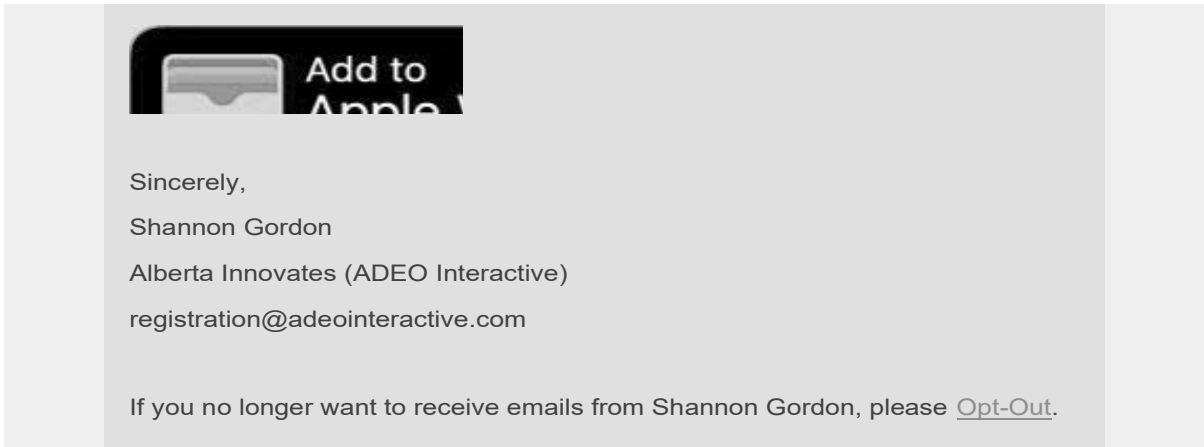 Add to
Apple
Sincerely,
Shannon Gordon
Alberta Innovates (ADEO Interactive)
registration@adeointeractive.com
If you no longer want to receive emails from Shannon Gordon, please Opt-Out.